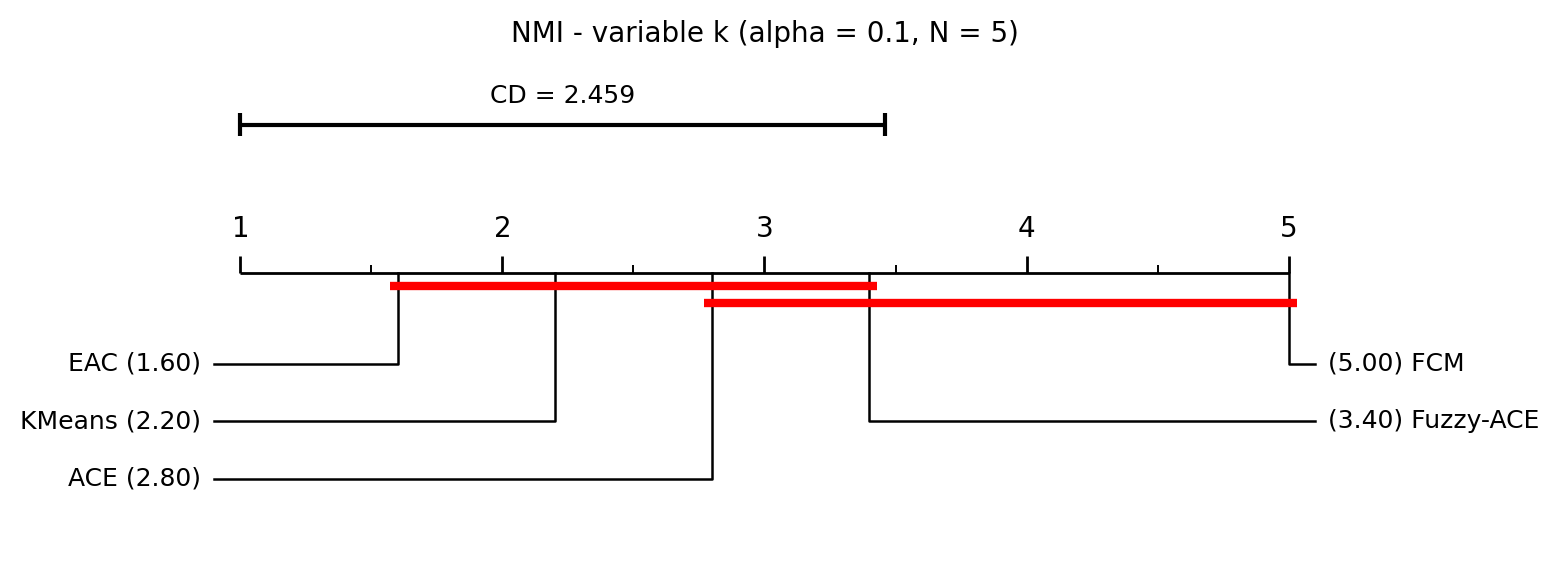 NMI - variable k (alpha = 0.1, N = 5)
CD = 2.459
1 2 3 4 5
EAC (1.60) (5.00) FCM
KMeans (2.20) (3.40) Fuzzy-ACE
ACE (2.80)